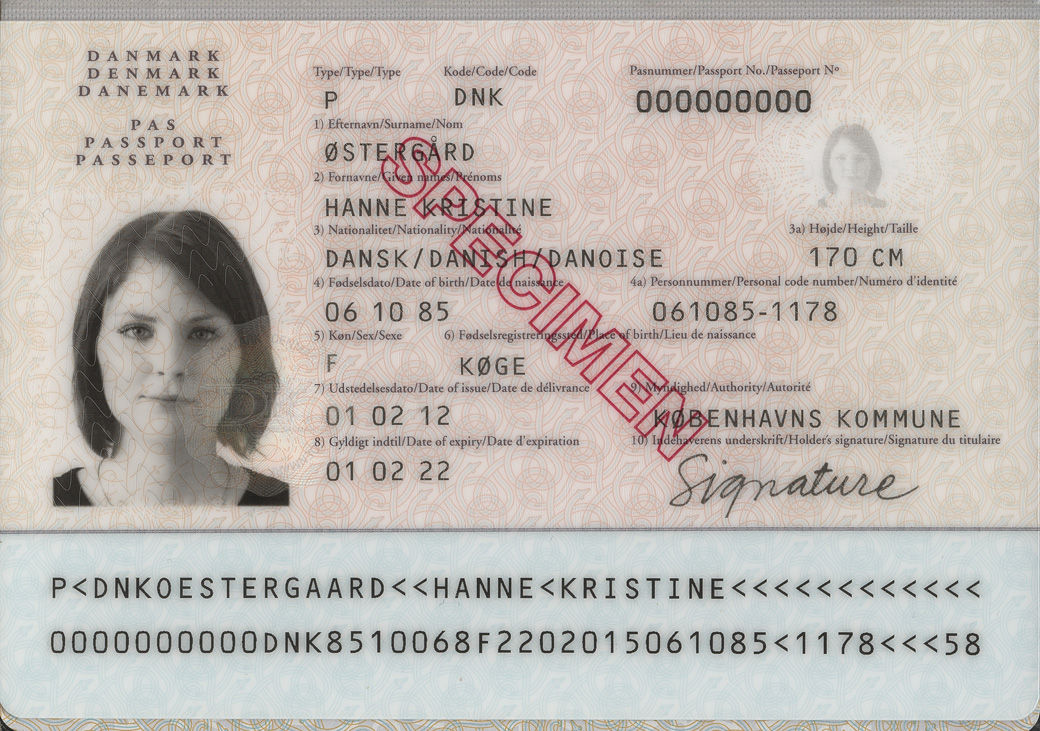 DANMARK
DENMARK
DANEMARK
PAS
PASSPORT
PASSEPORT
Type/Type/Type Kode/Code/Code Pasnummer/Passport No./Passeport Nº
P DNK 000000000
1) Efternavn/Surname/Nom
ØSTERGÅRD
2) Fornavne/Given names/Prénoms
HANNE KRISTINE
3) Nationalitet/Nationality/Nationalité 3a) Højde/Height/Taille
DANSK/DANISH/DANOISE 170 CM
4) Fødselsdato/Date of birth/Date de naissance 4a) Personnummer/Personal code number/Numéro d'identité
06 10 85 061085-1178
5) Køn/Sex/Sexe 6) Fødselsregistreringssted/Place of birth/Lieu de naissance
F KØGE
7) Udstedelsesdato/Date of issue/Date de délivrance 9) Myndighed/Authority/Autorité
01 02 12 KØBENHAVNS KOMMUNE
8) Gyldigt indtil/Date of expiry/Date d'expiration 10) Indehaverens underskrift/Holder's signature/Signature du titulaire
01 02 22 Signature
SPECIMEN
P<DNKOESTERGAARD<<HANNE<KRISTINE<<<<<<<<<<<<
0000000000DNK8510068F2202015061085<1178<<<58